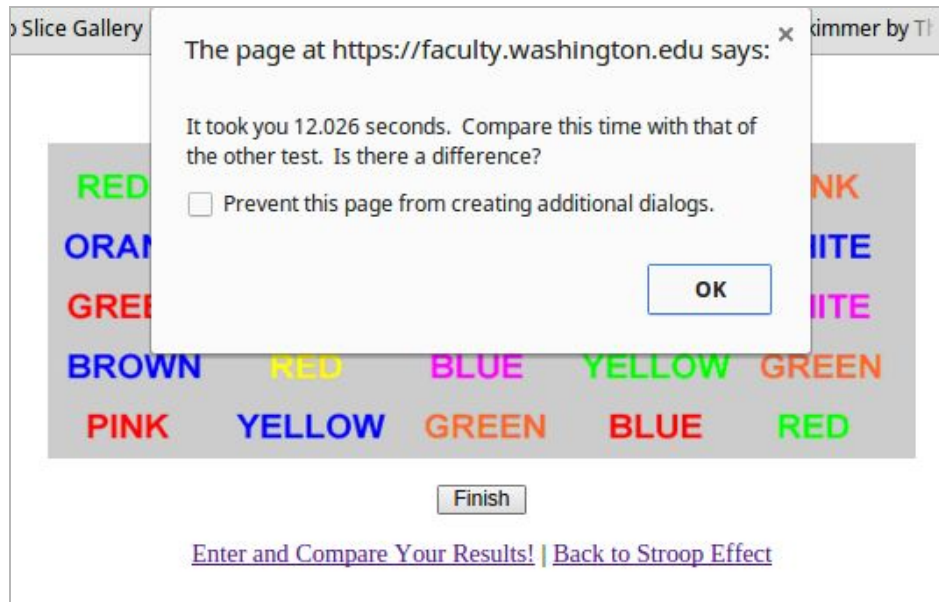 Slice Gallery kimmer by Th
The page at https://faculty.washington.edu says: ×
It took you 12.026 seconds. Compare this time with that of
the other test. Is there a difference?
Prevent this page from creating additional dialogs.
OK
RED NK
ORAN HITE
GREE HITE
BROWN RED BLUE YELLOW GREEN
PINK YELLOW GREEN BLUE RED
Finish
Enter and Compare Your Results! | Back to Stroop Effect